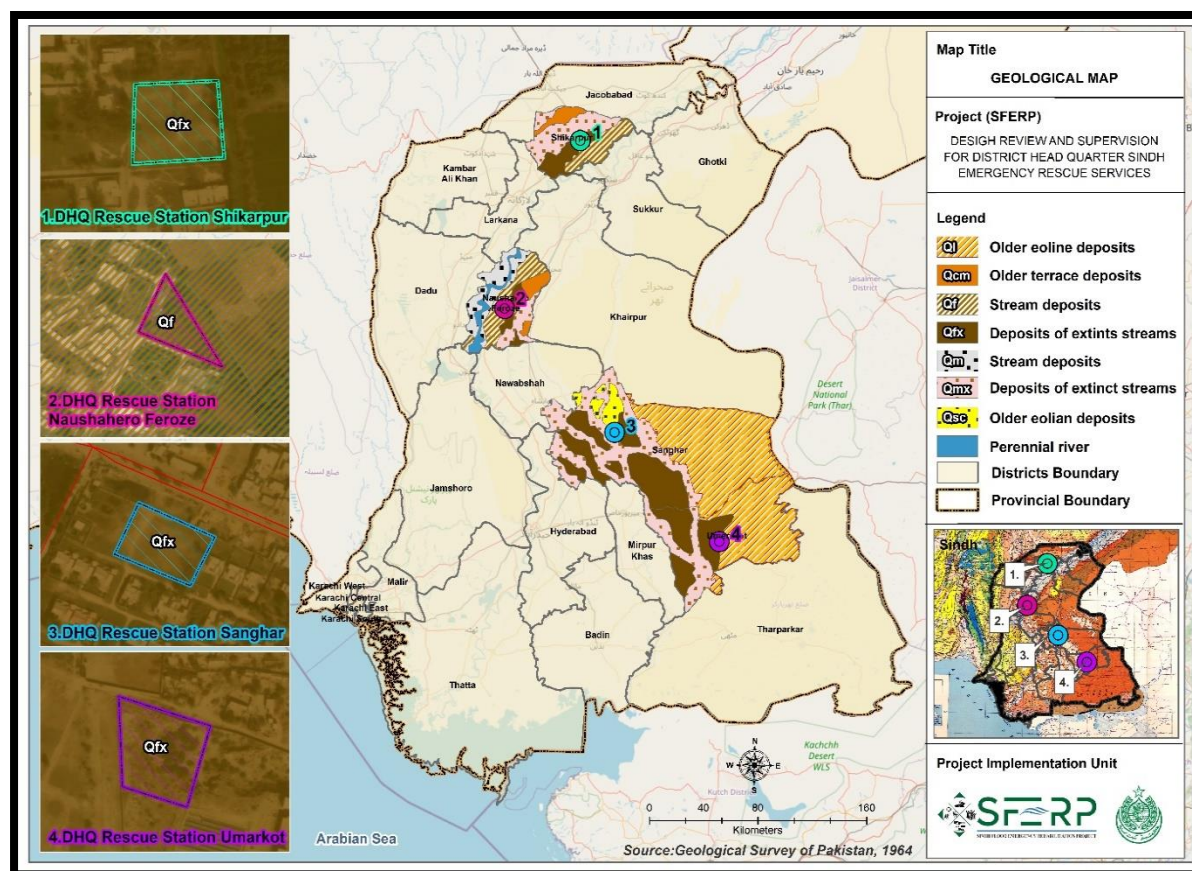 Qfx
1.DHQ Rescue Station Shikarpur
Qf
2.DHQ Rescue Station
Naushahero Feroze
Qfx
3.DHQ Rescue Station Sanghar
Qfx
4.DHQ Rescue Station Umarkot
رحیم یار خان
Jacobabad
1
Shikarpur
Ghotki
Kambar
Ali Khan
Larkana
Sukkur
Dadu
2
Khairpur
Nawabshah
3
Sanghar
Jamshoro
Hyderabad
Mirpur
Khas
4
Malir
Karachi West
Karachi Central
Karachi East
Badin
Tharparkar
Thatta
Jaisalmer
District
Desert
National
Park (Thar)
Kachchh
Desert
WLS
Kutch District
Arabian Sea
N
W
E
S
0 40 80 160
Kilometers
Source:Geological Survey of Pakistan, 1964
Map Title
GEOLOGICAL MAP
Project (SFERP)
DESIGH REVIEW AND SUPERVISION
FOR DISTRICT HEAD QUARTER SINDH
EMERGENCY RESCUE SERVICES
Legend
Ql Older eoline deposits
Qcm Older terrace deposits
Qf Stream deposits
Qfx Deposits of extints streams
Qm Stream deposits
Qmx Deposits of extinct streams
Qsc Older eolian deposits
Perennial river
Districts Boundary
Provincial Boundary
Sindh
1.
2.
3.
4.
Project Implementation Unit
SFERP